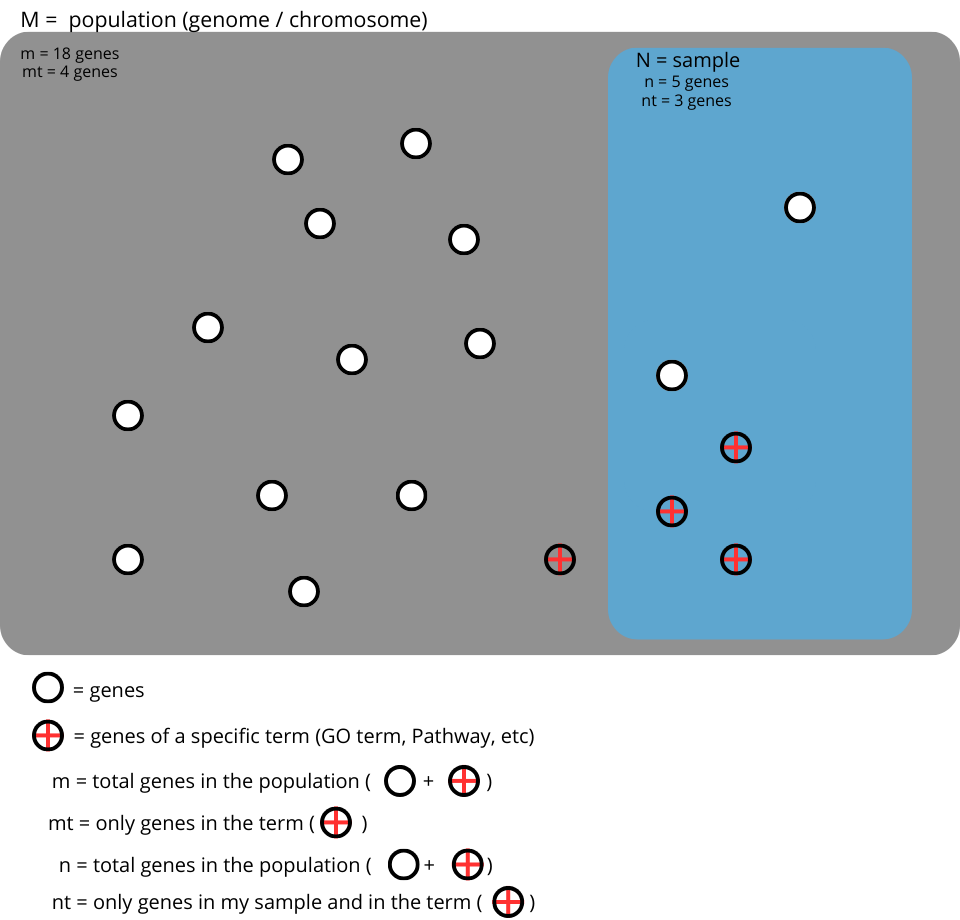 M = population (genome / chromosome)
m = 18 genes
mt = 4 genes
N = sample
n = 5 genes
nt = 3 genes
= genes
= genes of a specific term (GO term, Pathway, etc)
m = total genes in the population ( + )
mt = only genes in the term ( )
n = total genes in the population ( + )
nt = only genes in my sample and in the term ( )